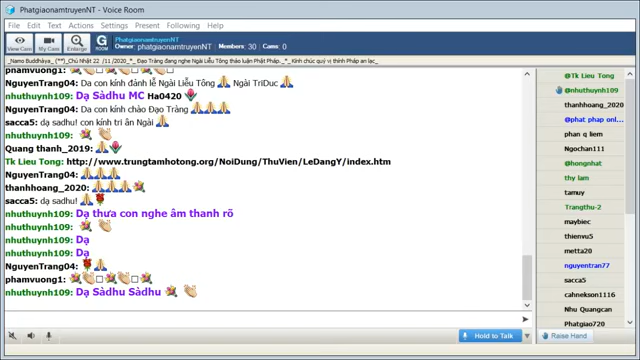 PhatgiaonamtruyenNT - Voice Room
File Edit Text Actions Settings Present Following Help
View Cam
My Cam
Enlarge
G
ROOM
PhatgiaonamtruyenNT
Owner: phatgiaonamtruyenNT Members: 30 Cams: 0
_Namo Buddhàya_ Chủ Nhật 22 /11 /2020_*_ Đạo Tràng đang nghe Ngài Liễu Tông thảo luận Phật Pháp._*_ Kính chúc quý vị thính Pháp an lạc_
phamvuong1:
NguyenTrang04: Dạ con kính đảnh lễ Ngài Liễu Tông Ngài TriDuc
nhuthuynh109: Dạ Sàdhu MC Ha0420
NguyenTrang04: Dạ con kính chào Đạo Tràng
sacca5: dạ sadhu! con kính tri ân Ngài
nhuthuynh109:
Quang thanh_2019:
Tk Lieu Tong: http://www.trungtamhotong.org/NoiDung/ThuVien/LeDangY/index.htm
NguyenTrang04:
thanhhoang_2020:
sacca5: dạ sadhu!
nhuthuynh109: Dạ thưa con nghe âm thanh rõ
nhuthuynh109:
nhuthuynh109: Dạ
nhuthuynh109: Dạ
NguyenTrang04:
phamvuong1:
nhuthuynh109: Dạ Sàdhu Sàdhu
@Tk Lieu Tong
@nhuthuynh109
thanhhoang_2020
@phat phap onl...
phan q liem
Ngochan111
@hongnhat
thy lam
tamuy
Trangthu-2
maybiec
thienvu5
metta20
nguyentran77
sacca5
cahnekson1116
Nhu Quangcan
Phatgiao720
Hold to Talk
Raise Hand